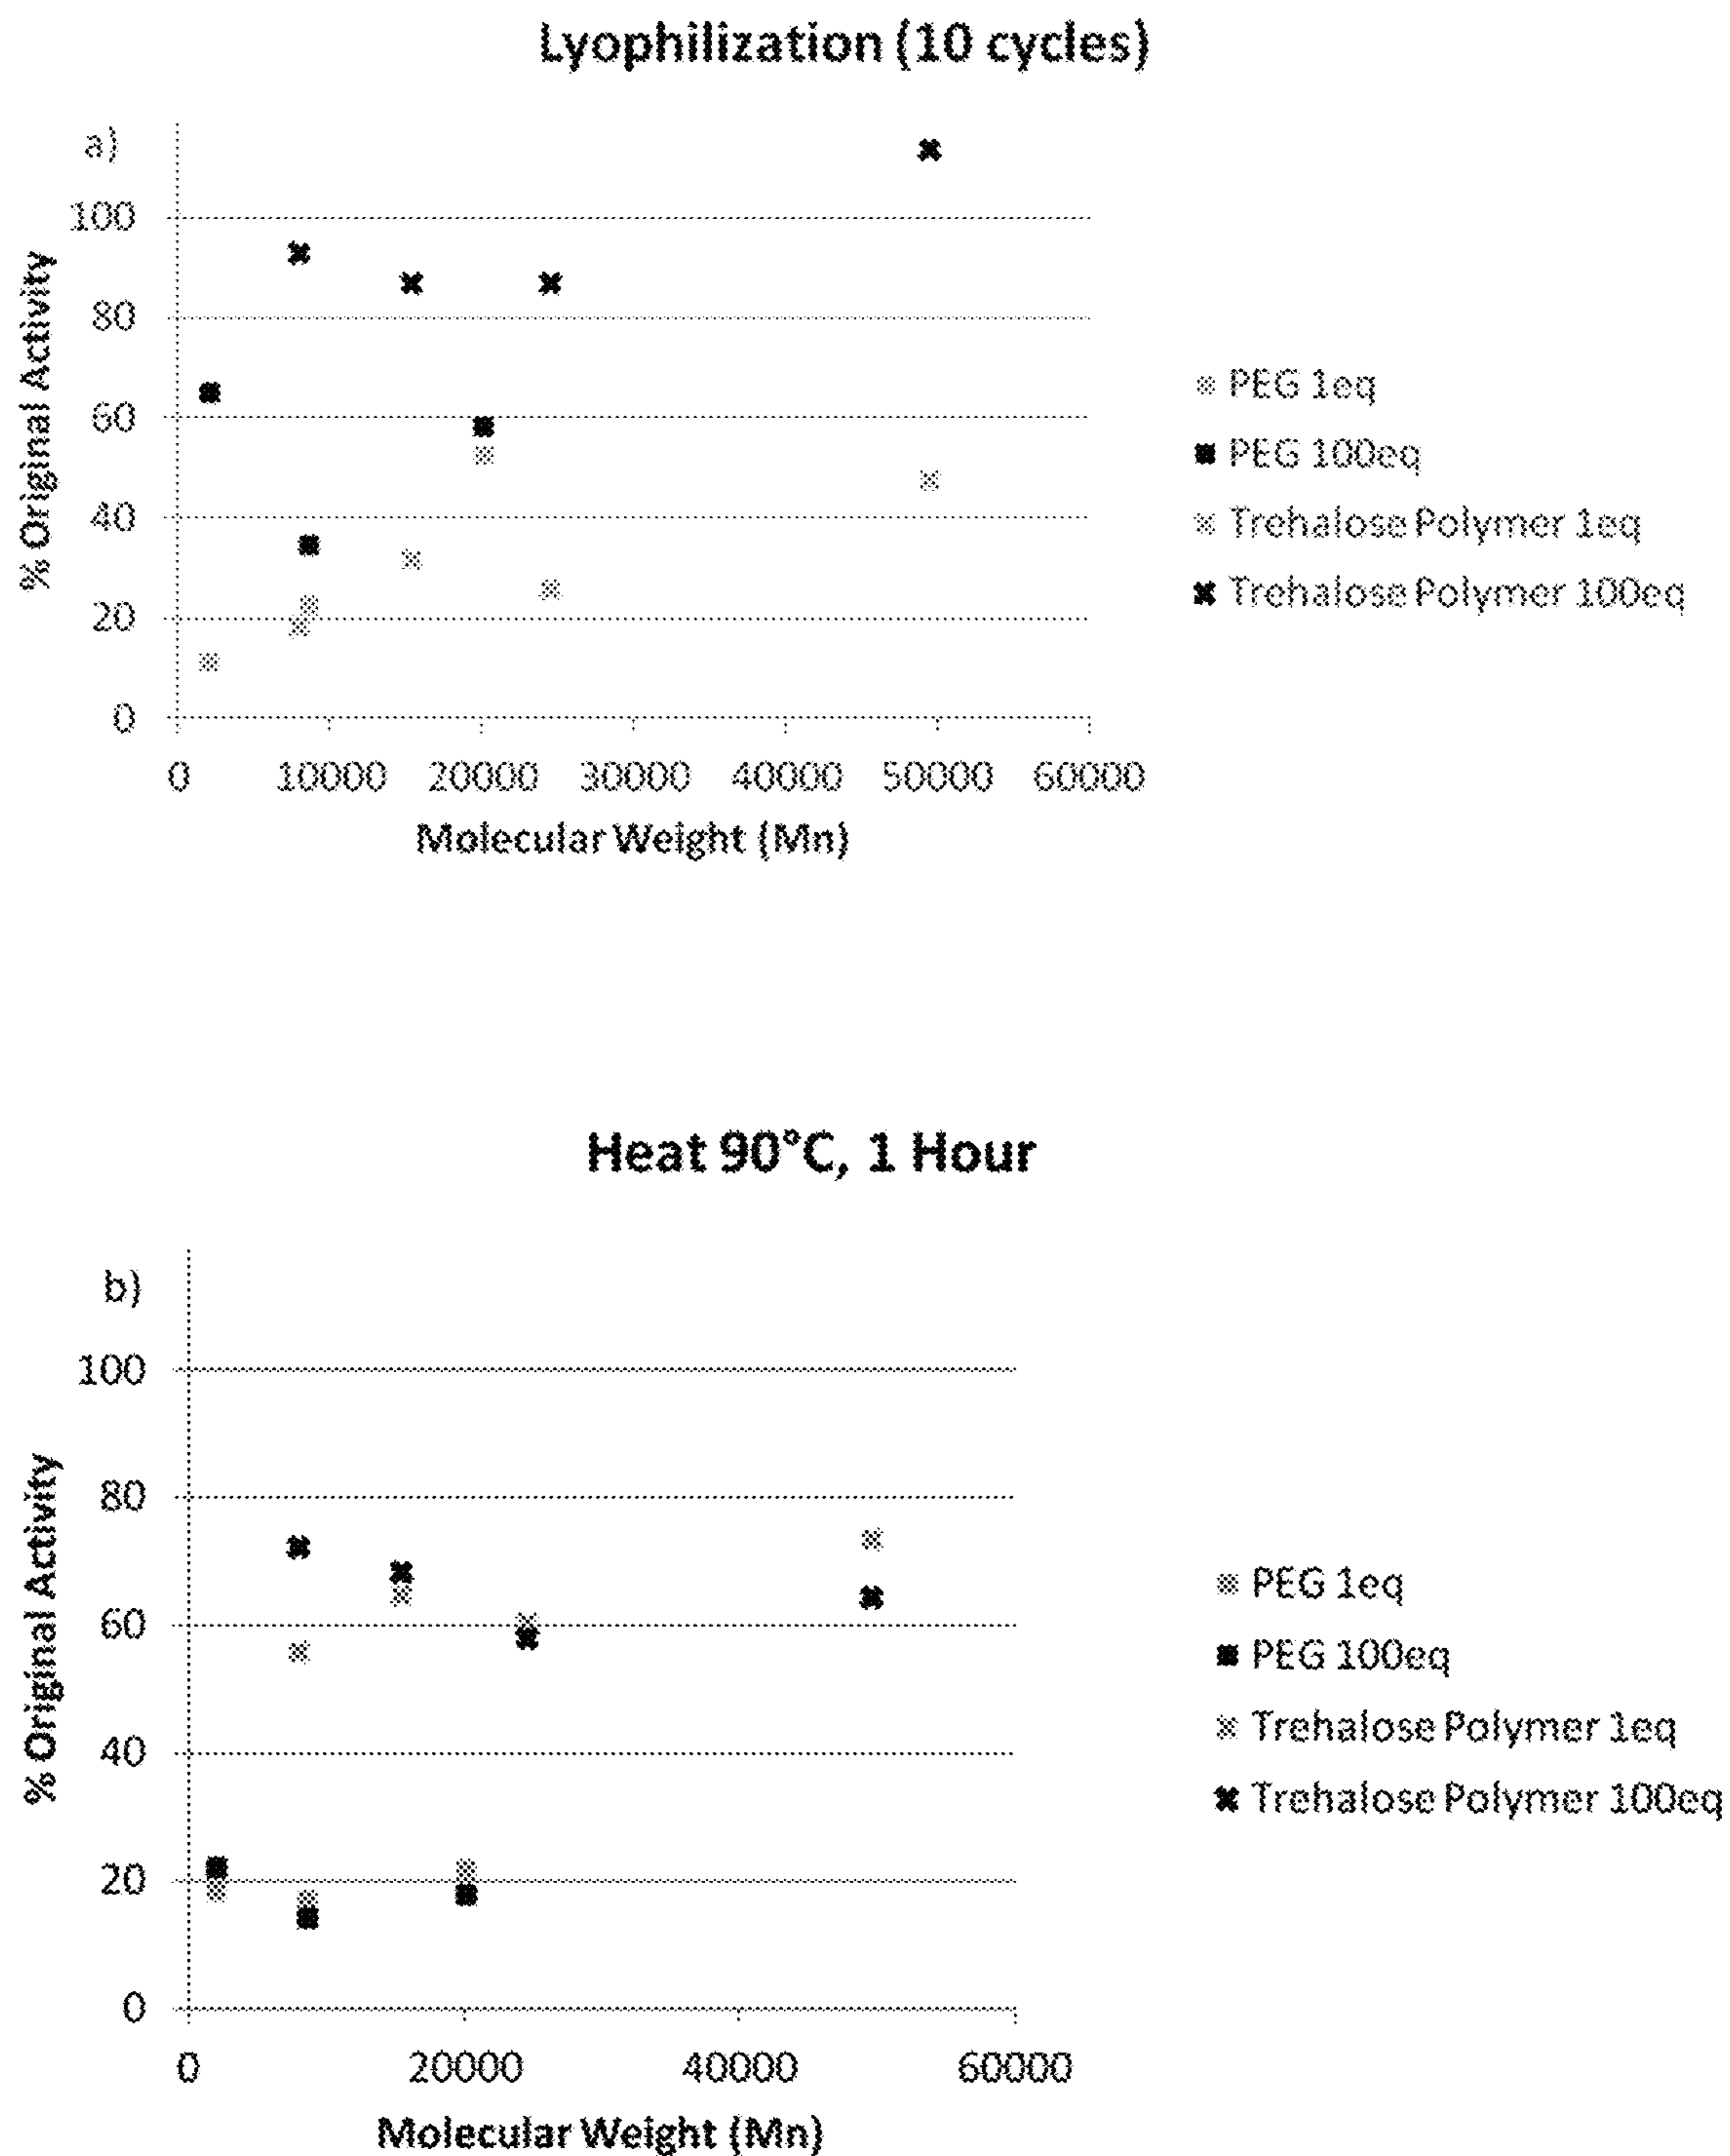 Lyophilization (10 cycles)
a)
100
80
60
40
20
0
% Original Activity
0 10000 20000 30000 40000 50000 60000
Molecular Weight (Mn)
PEG 1eq
PEG 100eq
Trehalose Polymer 1eq
Trehalose Polymer 100eq
Heat 90°C, 1 Hour
b)
100
80
60
40
20
0
% Original Activity
0 20000 40000 60000
Molecular Weight (Mn)
PEG 1eq
PEG 100eq
Trehalose Polymer 1eq
Trehalose Polymer 100eq